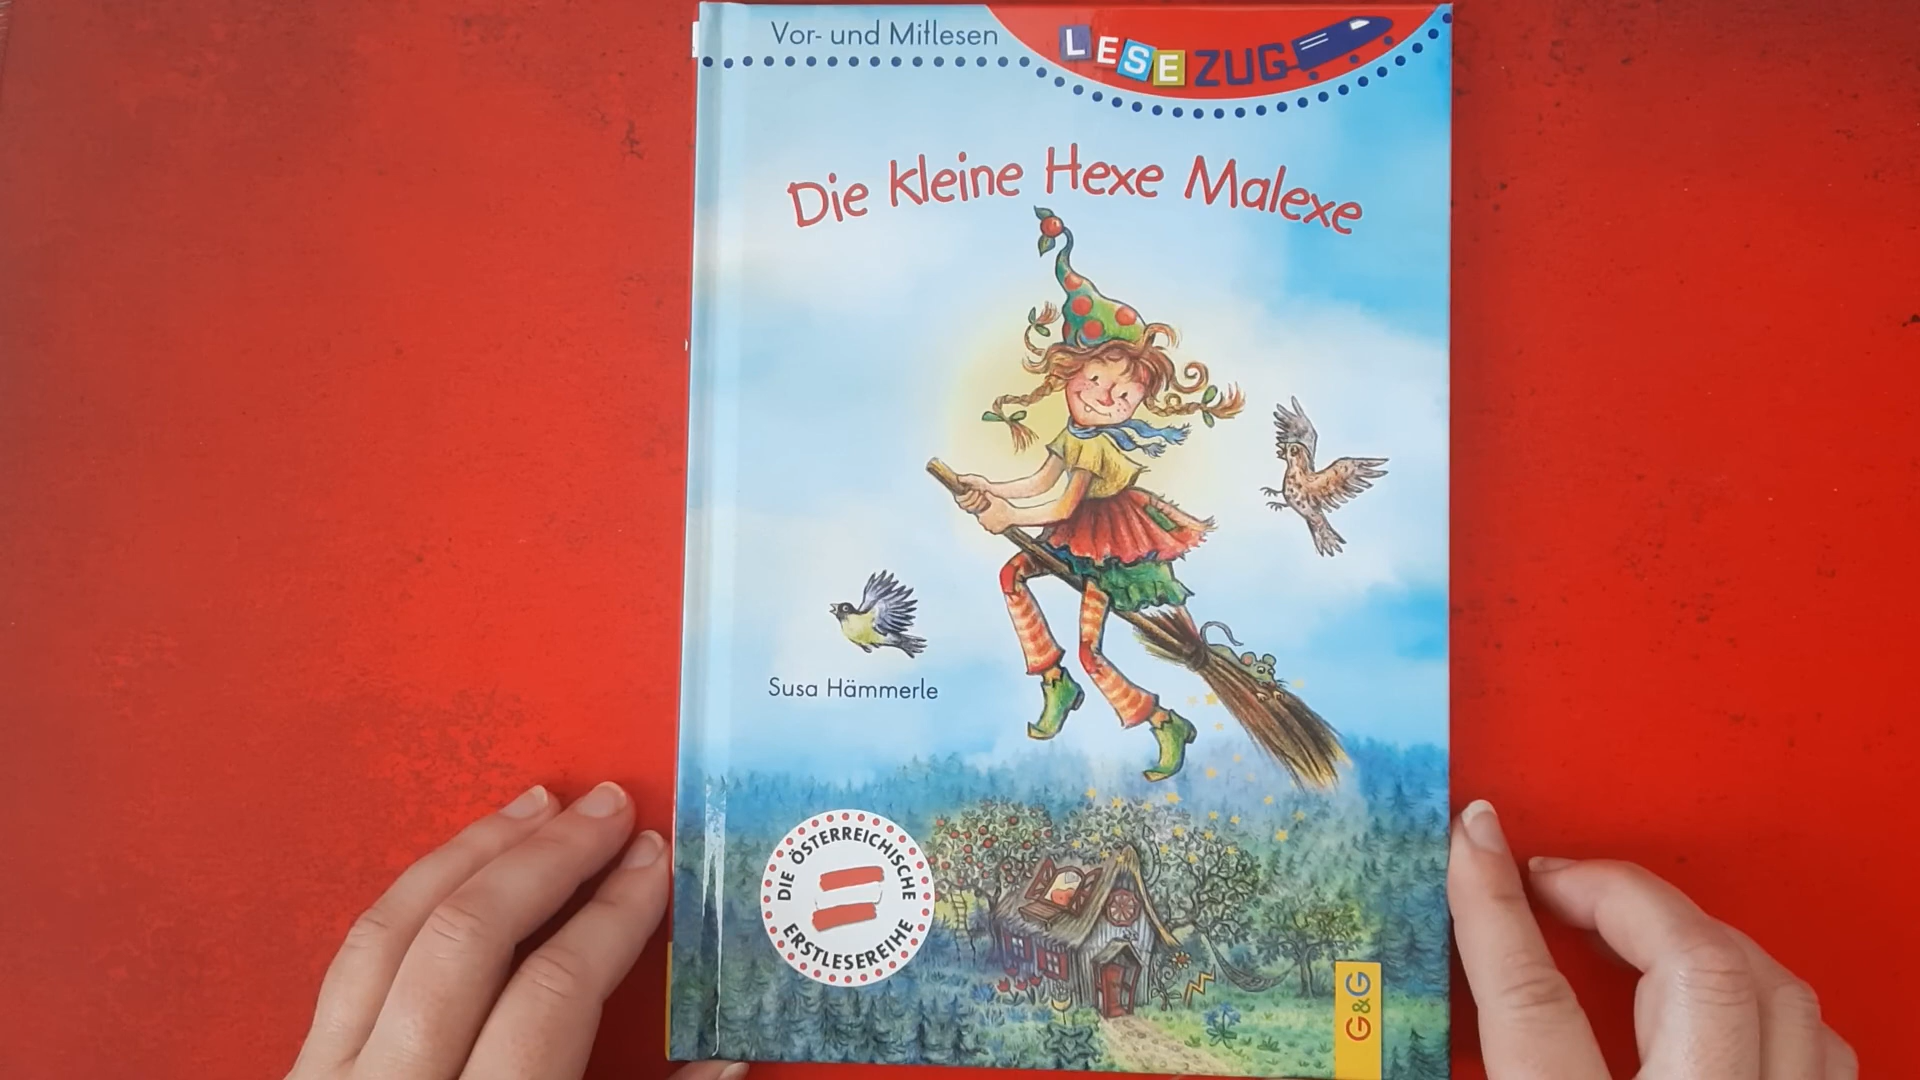 Vor- und Mitlesen
LESEZUG
Die kleine Hexe Malexe
Susa Hämmerle
DIE ÖSTERREICHISCHE
ERSTLESEREIHE
G&G